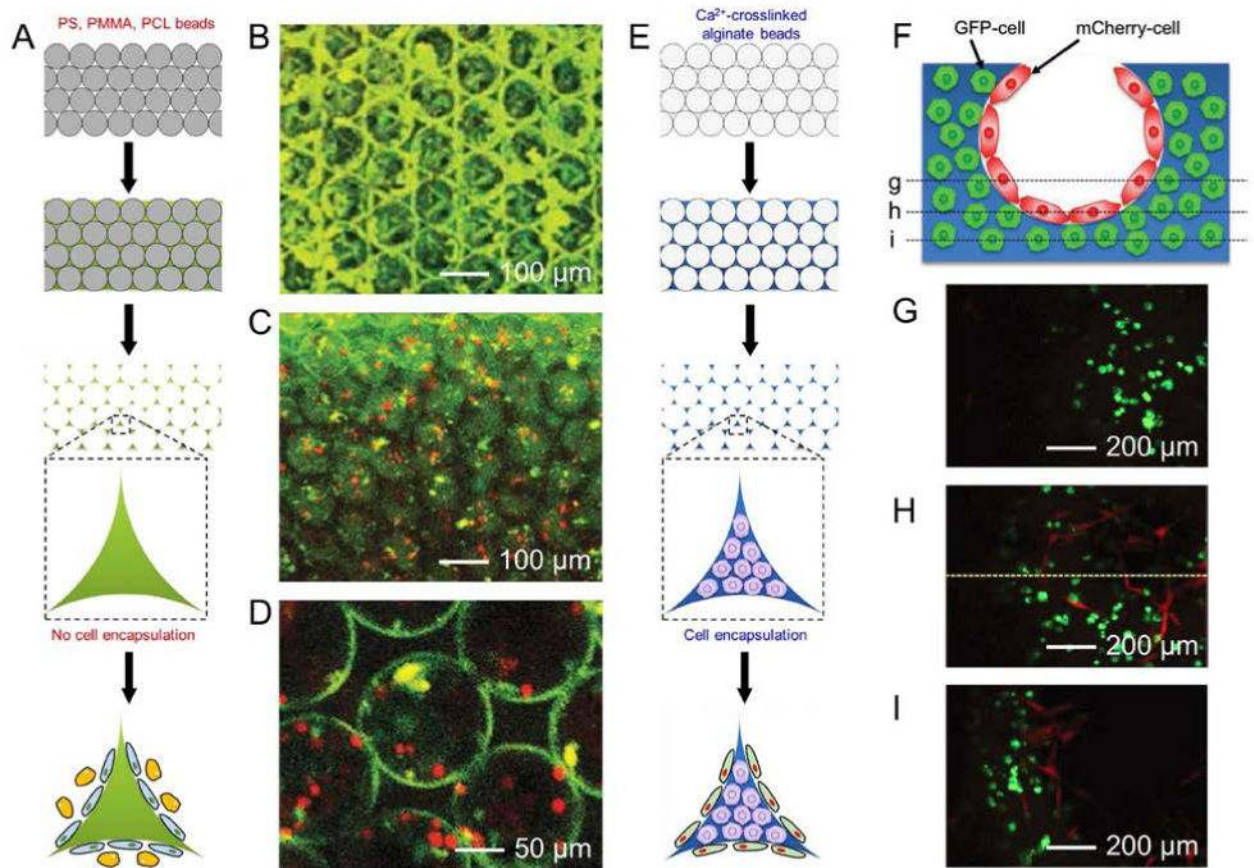 A
PS, PMMA, PCL beads
No cell encapsulation
B
100 µm
C
100 µm
D
50 µm
E
Ca²⁺-crosslinked
alginate beads
Cell encapsulation
F
GFP-cell
mCherry-cell
g
h
i
G
200 µm
H
200 µm
I
200 µm